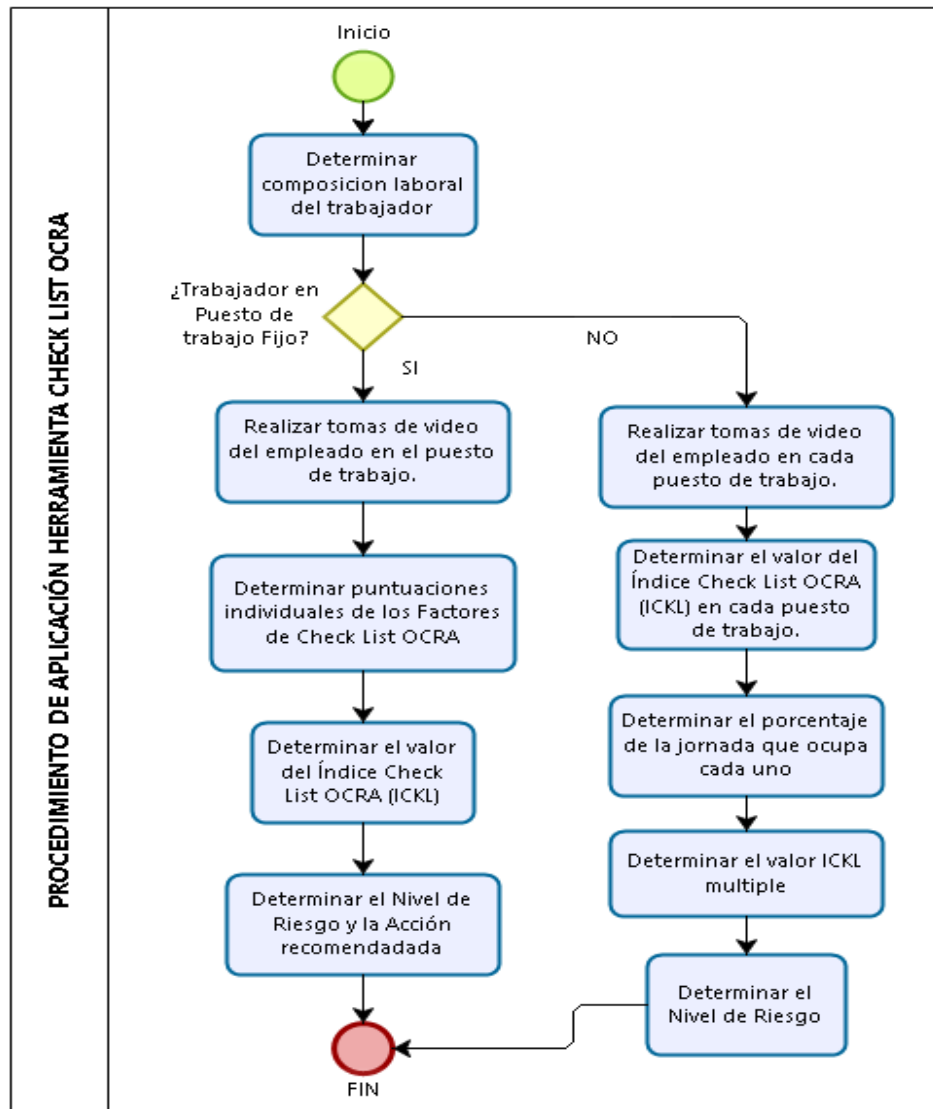 PROCEDIMIENTO DE APLICACIÓN HERRAMIENTA CHECK LIST OCRA
Inicio
Determinar
composicion laboral
del trabajador
¿Trabajador en
Puesto de
trabajo Fijo?
SI
NO
Realizar tomas de video
del empleado en el puesto
de trabajo.
Determinar puntuaciones
individuales de los Factores
de Check List OCRA
Determinar el valor
del Índice Check
List OCRA (ICKL)
Determinar el Nivel de
Riesgo y la Acción
recomendadada
Realizar tomas de video
del empleado en cada
puesto de trabajo.
Determinar el valor del
Índice Check List OCRA
(ICKL) en cada puesto
de trabajo.
Determinar el porcentaje
de la jornada que ocupa
cada uno
Determinar el valor ICKL
multiple
Determinar el
Nivel de Riesgo
FIN